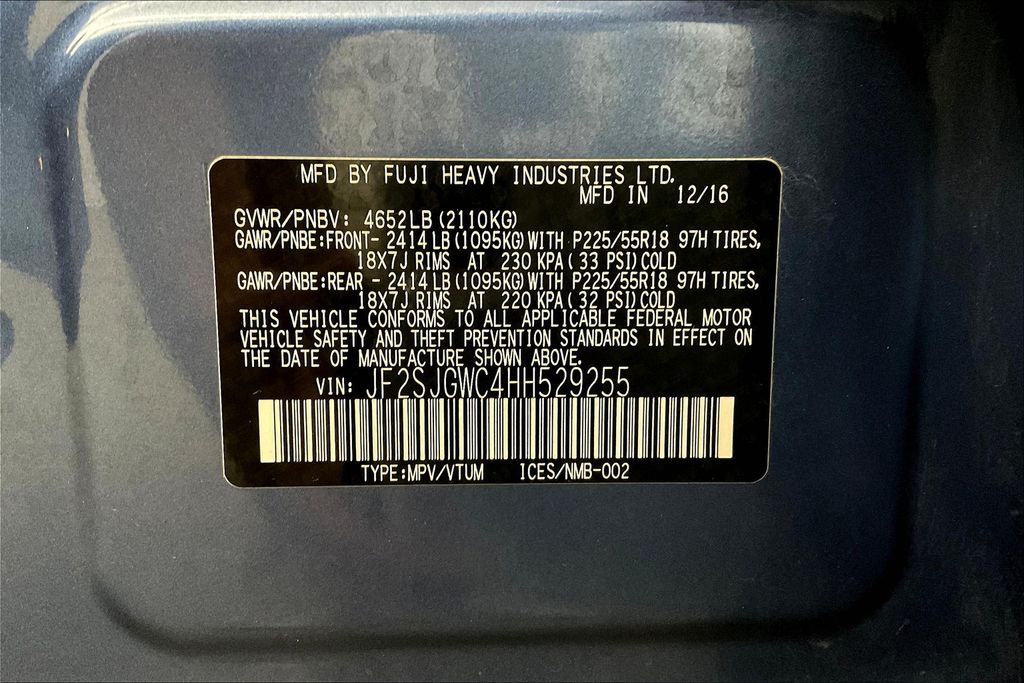 MFD BY FUJI HEAVY INDUSTRIES LTD.
MFD IN 12/16
GVWR/PNBV: 4652LB (2110KG)
GAWR/PNBE:FRONT- 2414 LB (1095KG) WITH P225/55R18 97H TIRES,
18X7J RIMS AT 230 KPA (33 PSI) COLD
GAWR/PNBE:REAR - 2414 LB (1095KG) WITH P225/55R18 97H TIRES,
18X7J RIMS AT 220 KPA (32 PSI) COLD
THIS VEHICLE CONFORMS TO ALL APPLICABLE FEDERAL MOTOR
VEHICLE SAFETY AND THEFT PREVENTION STANDARDS IN EFFECT ON
THE DATE OF MANUFACTURE SHOWN ABOVE.
VIN: JF2SJGWC4HH529255
TYPE:MPV/VTUM ICES/NMB-002